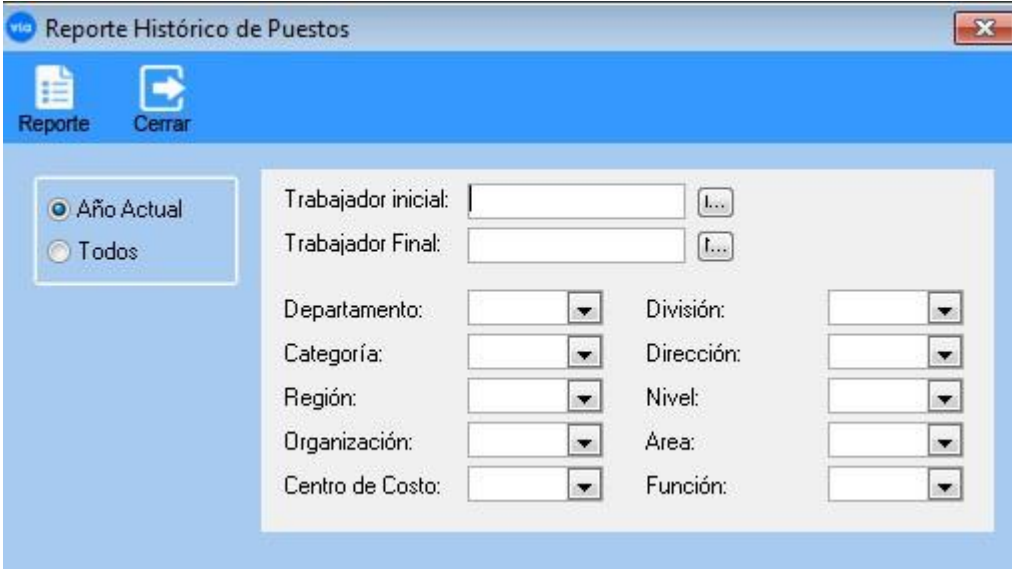 via Reporte Histórico de Puestos
Reporte Cerrar
Año Actual
Todos
Trabajador inicial:
Trabajador Final:
Departamento: División:
Categoría: Dirección:
Región: Nivel:
Organización: Area:
Centro de Costo: Función: